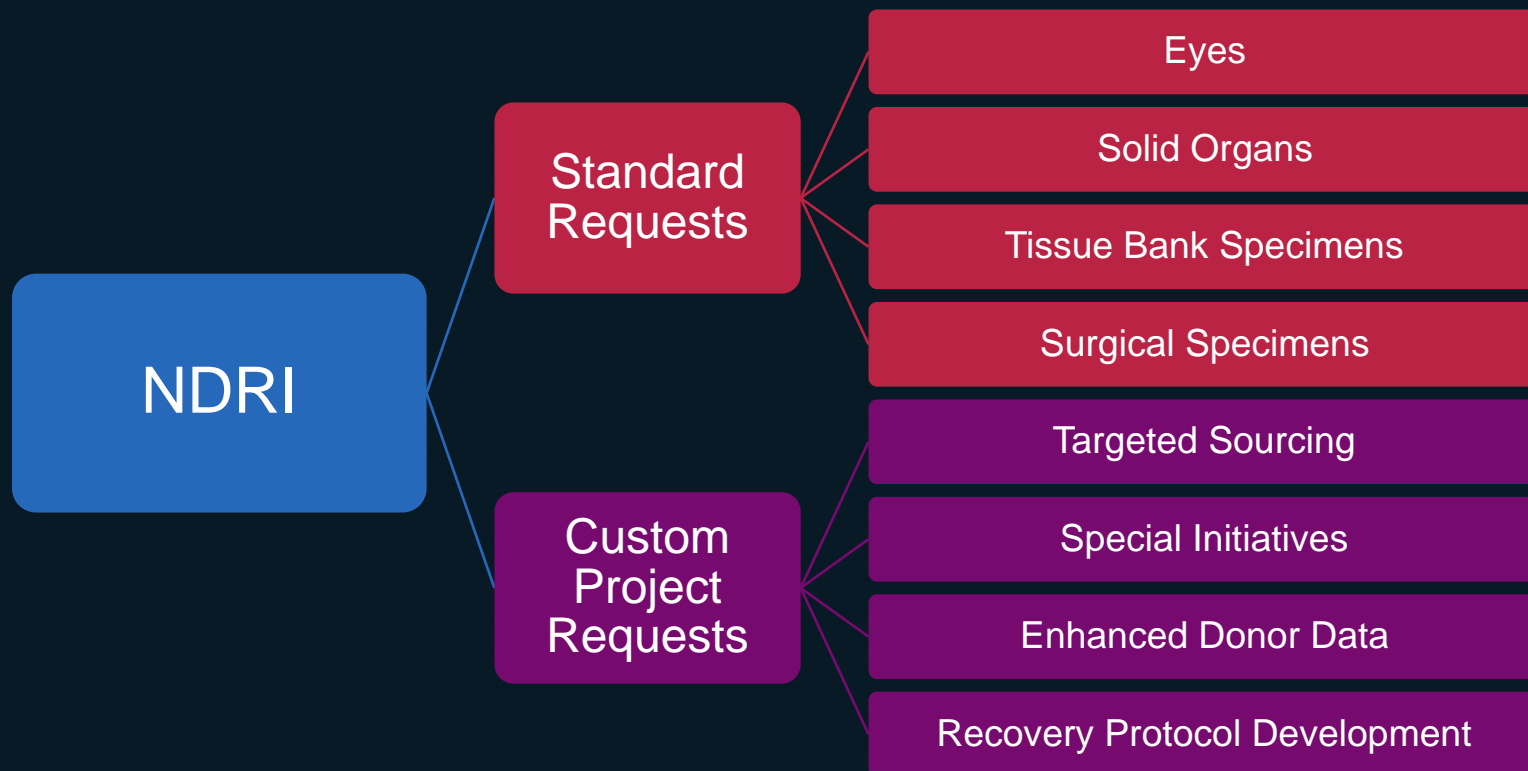 NDRI
Standard
Requests
Eyes
Solid Organs
Tissue Bank Specimens
Surgical Specimens
Custom
Project
Requests
Targeted Sourcing
Special Initiatives
Enhanced Donor Data
Recovery Protocol Development